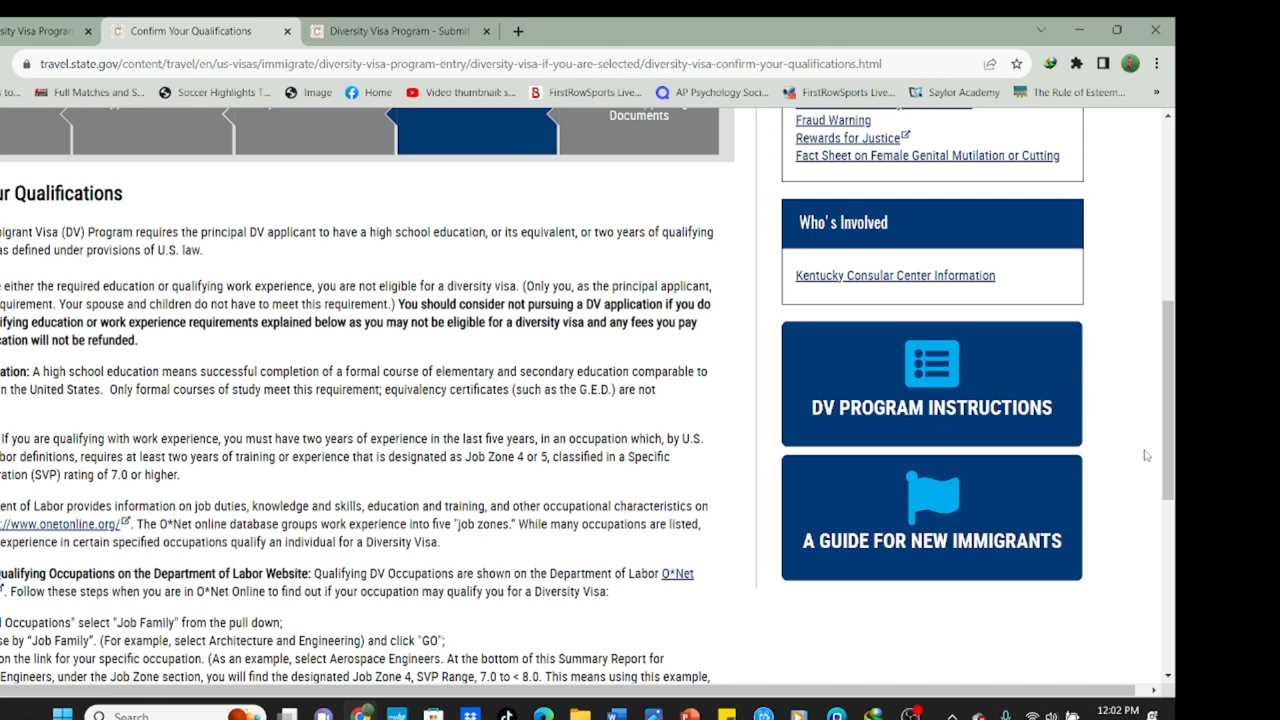 sity Visa Program
Confirm Your Qualifications
Diversity Visa Program - Submit
travel.state.gov/content/travel/en/us-visas/immigrate/diversity-visa-program-entry/diversity-visa-if-you-are-selected/diversity-visa-confirm-your-qualifications.html
s to...
Full Matches and S...
Soccer Highlights T...
Image
Home
Video thumbnail: s...
FirstRowSports Live...
AP Psychology Soci...
FirstRowSports Live...
Saylor Academy
The Rule of Esteem...
Documents
ur Qualifications
migrant Visa (DV) Program requires the principal DV applicant to have a high school education, or its equivalent, or two years of qualifying
as defined under provisions of U.S. law.
e either the required education or qualifying work experience, you are not eligible for a diversity visa. (Only you, as the principal applicant,
quirement. Your spouse and children do not have to meet this requirement.) You should consider not pursuing a DV application if you do
ifying education or work experience requirements explained below as you may not be eligible for a diversity visa and any fees you pay
cation will not be refunded.
ation: A high school education means successful completion of a formal course of elementary and secondary education comparable to
n the United States. Only formal courses of study meet this requirement; equivalency certificates (such as the G.E.D.) are not
If you are qualifying with work experience, you must have two years of experience in the last five years, in an occupation which, by U.S.
bor definitions, requires at least two years of training or experience that is designated as Job Zone 4 or 5, classified in a Specific
ration (SVP) rating of 7.0 or higher.
ent of Labor provides information on job duties, knowledge and skills, education and training, and other occupational characteristics on
://www.onetonline.org/. The O*Net online database groups work experience into five "job zones." While many occupations are listed,
experience in certain specified occupations qualify an individual for a Diversity Visa.
ualifying Occupations on the Department of Labor Website: Qualifying DV Occupations are shown on the Department of Labor O*Net
. Follow these steps when you are in O*Net Online to find out if your occupation may qualify you for a Diversity Visa:
d Occupations" select "Job Family" from the pull down;
se by “Job Family”. (For example, select Architecture and Engineering) and click "GO";
on the link for your specific occupation. (As an example, select Aerospace Engineers. At the bottom of this Summary Report for
Engineers, under the Job Zone section, you will find the designated Job Zone 4, SVP Range, 7.0 to < 8.0. This means using this example,
Fraud Warning
Rewards for Justice
Fact Sheet on Female Genital Mutilation or Cutting
Who's Involved
Kentucky Consular Center Information
DV PROGRAM INSTRUCTIONS
A GUIDE FOR NEW IMMIGRANTS
Search
12:02 PM